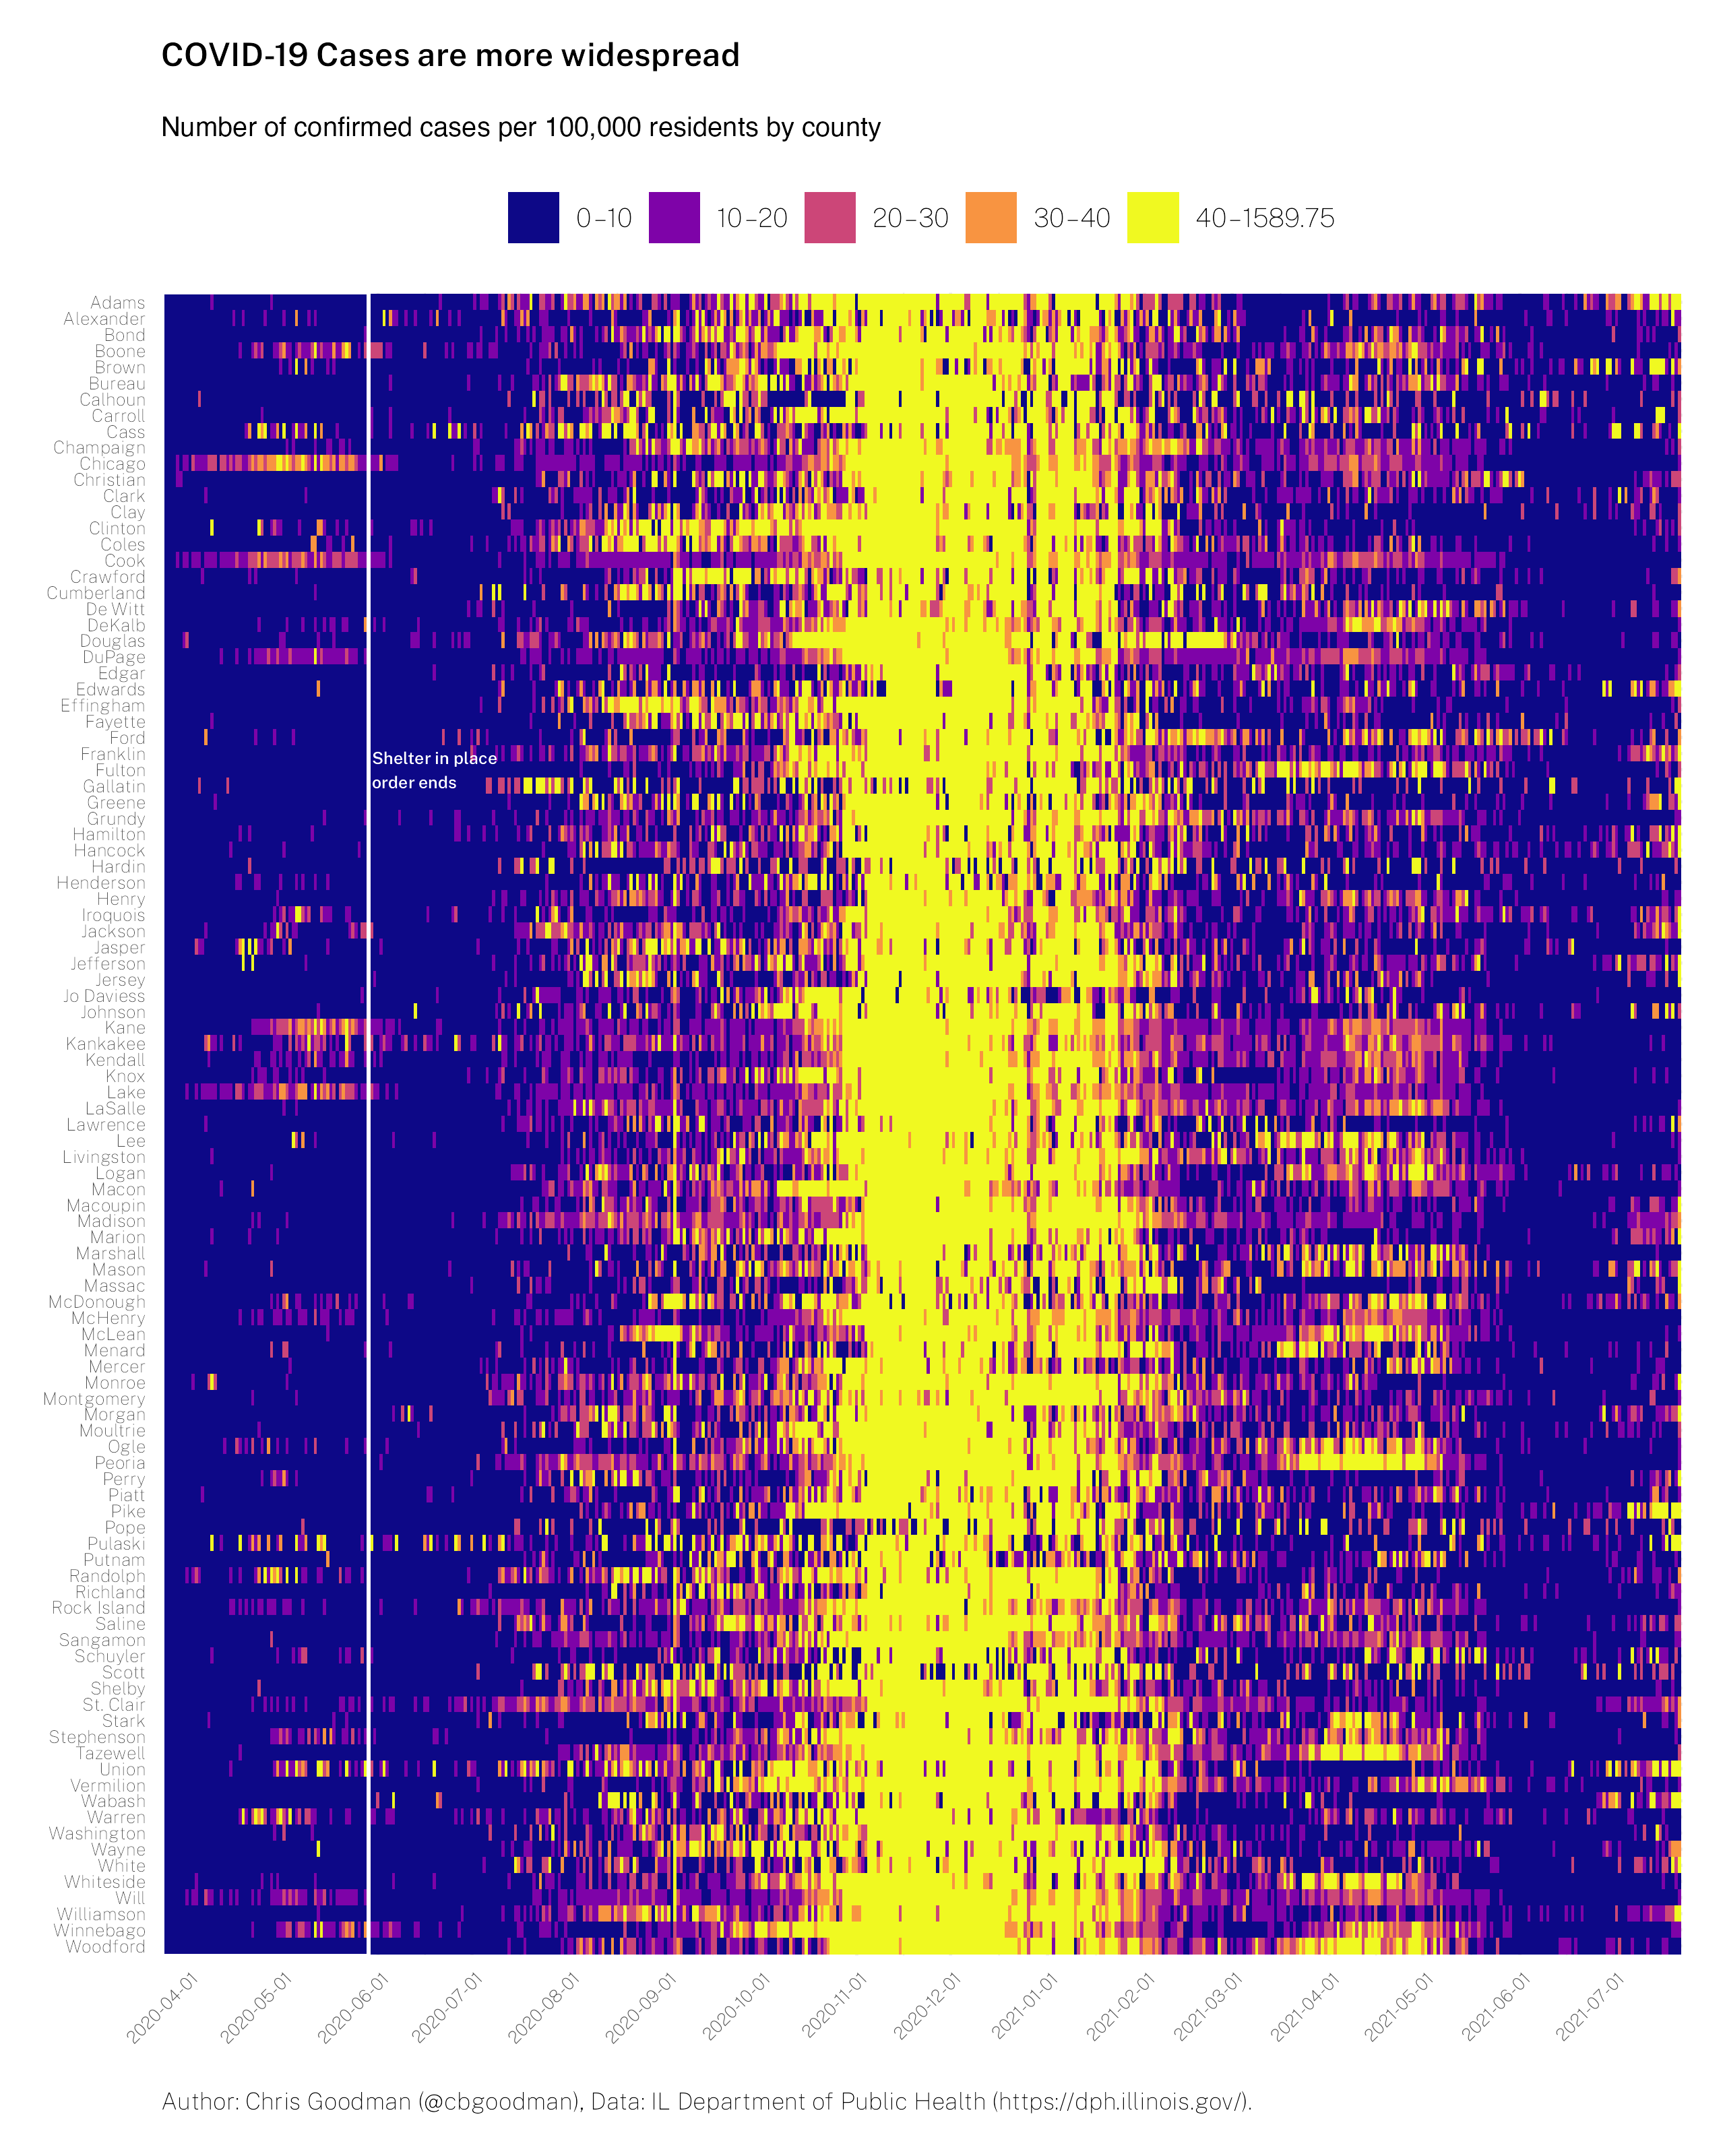 COVID-19 Cases are more widespread
Number of confirmed cases per 100,000 residents by county
0–10 10–20 20–30 30–40 40–1589.75
Adams
Alexander
Bond
Boone
Brown
Bureau
Calhoun
Carroll
Cass
Champaign
Chicago
Christian
Clark
Clay
Clinton
Coles
Cook
Crawford
Cumberland
De Witt
DeKalb
Douglas
DuPage
Edgar
Edwards
Effingham
Fayette
Ford
Franklin
Fulton
Gallatin
Greene
Grundy
Hamilton
Hancock
Hardin
Henderson
Henry
Iroquois
Jackson
Jasper
Jefferson
Jersey
Jo Daviess
Johnson
Kane
Kankakee
Kendall
Knox
Lake
LaSalle
Lawrence
Lee
Livingston
Logan
Macon
Macoupin
Madison
Marion
Marshall
Mason
Massac
McDonough
McHenry
McLean
Menard
Mercer
Monroe
Montgomery
Morgan
Moultrie
Ogle
Peoria
Perry
Piatt
Pike
Pope
Pulaski
Putnam
Randolph
Richland
Rock Island
Saline
Sangamon
Schuyler
Scott
Shelby
St. Clair
Stark
Stephenson
Tazewell
Union
Vermilion
Wabash
Warren
Washington
Wayne
White
Whiteside
Will
Williamson
Winnebago
Woodford
Shelter in place
order ends
2020-04-01 2020-05-01 2020-06-01 2020-07-01 2020-08-01 2020-09-01 2020-10-01 2020-11-01 2020-12-01 2021-01-01 2021-02-01 2021-03-01 2021-04-01 2021-05-01 2021-06-01 2021-07-01
Author: Chris Goodman (@cbgoodman), Data: IL Department of Public Health (https://dph.illinois.gov/).